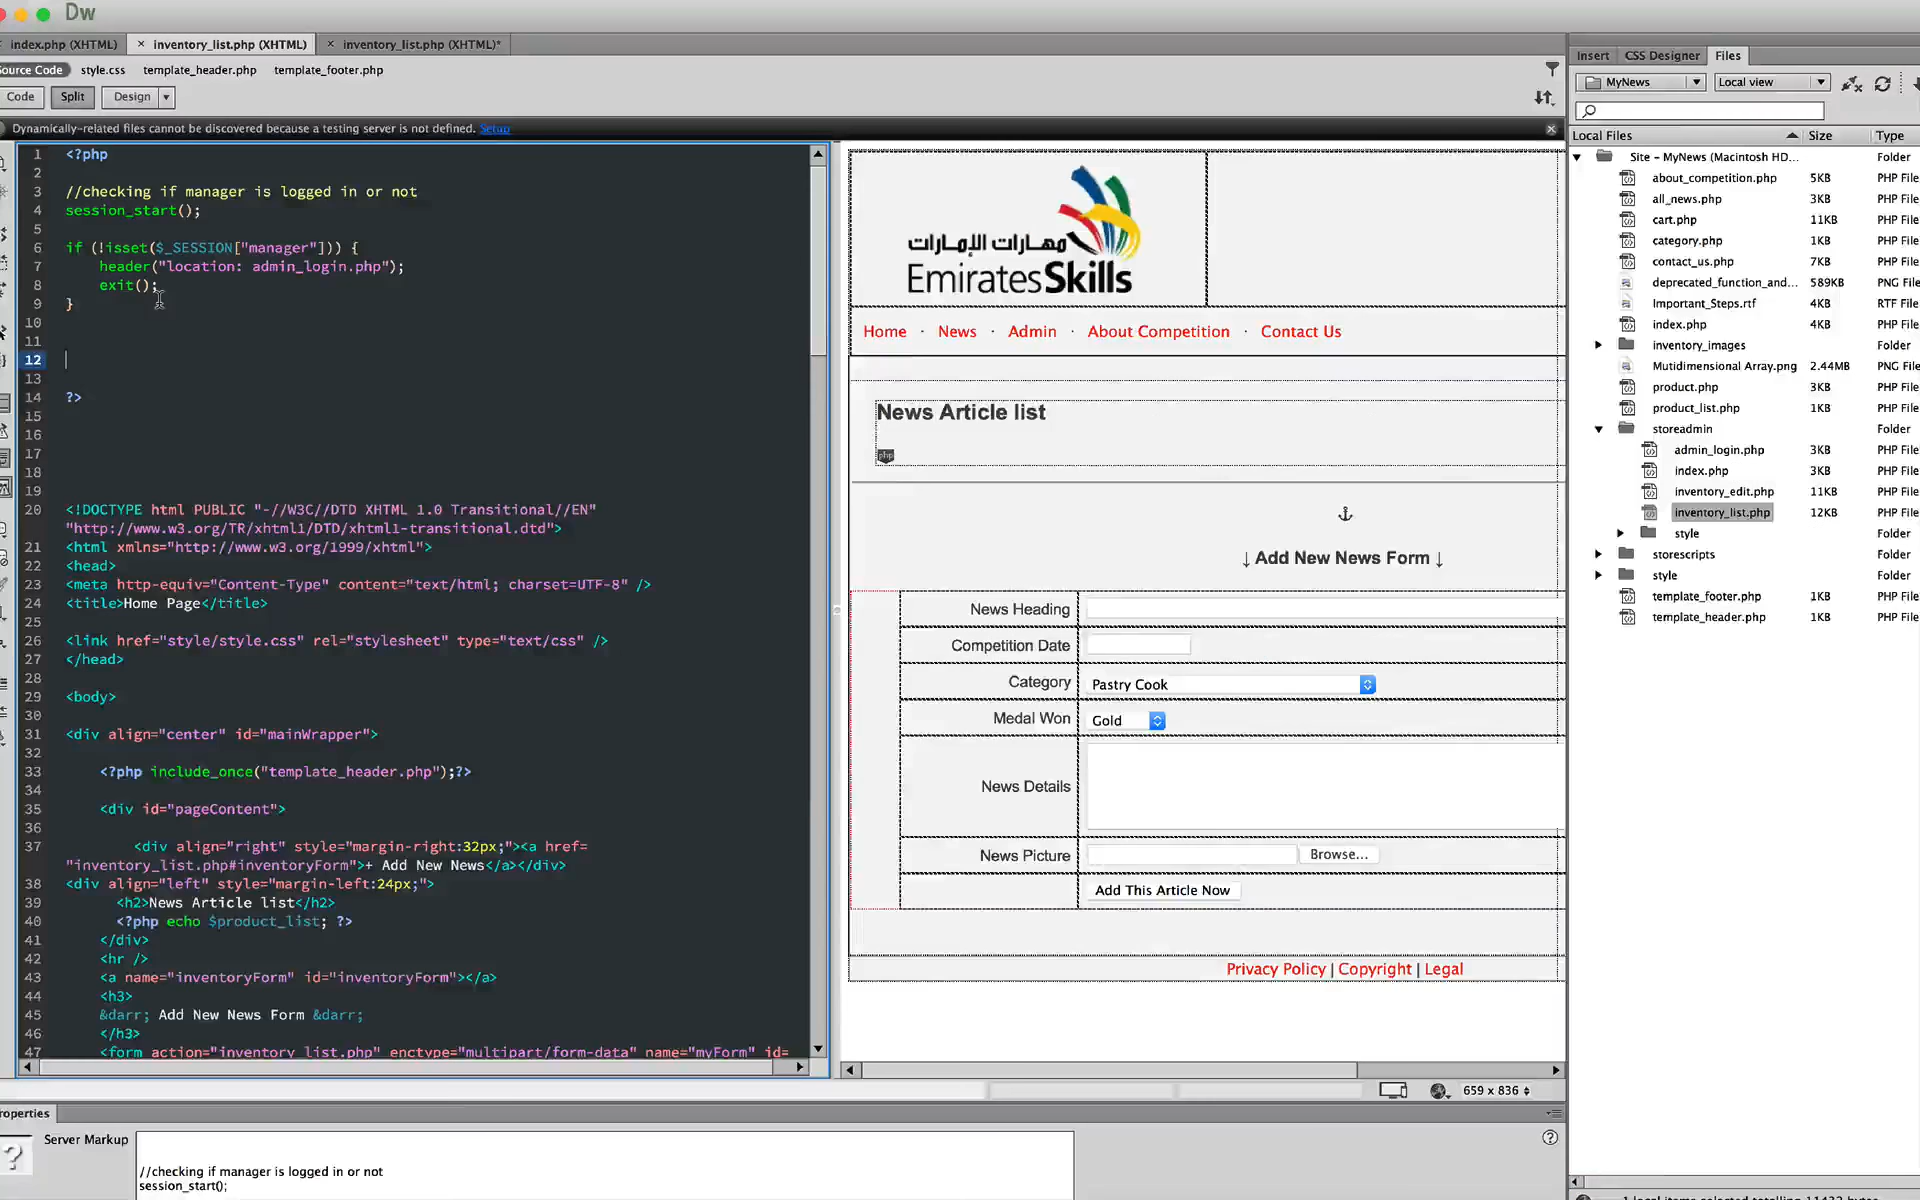 Dw
index.php (XHTML)
× inventory_list.php (XHTML)
× inventory_list.php (XHTML)*
Source Code style.css template_header.php template_footer.php
Code Split Design
Dynamically-related files cannot be discovered because a testing server is not defined. Setup
1 <?php
2
3 //checking if manager is logged in or not
4 session_start();
5
6 if (!isset($_SESSION["manager"])) {
7 header("location: admin_login.php");
8 exit();
9 }
10
11
12
13
14 ?>
15
16
17
18
19
20 <!DOCTYPE html PUBLIC "-//W3C//DTD XHTML 1.0 Transitional//EN"
"http://www.w3.org/TR/xhtml1/DTD/xhtml1-transitional.dtd">
21 <html xmlns="http://www.w3.org/1999/xhtml">
22 <head>
23 <meta http-equiv="Content-Type" content="text/html; charset=UTF-8" />
24 <title>Home Page</title>
25
26 <link href="style/style.css" rel="stylesheet" type="text/css" />
27 </head>
28
29 <body>
30
31 <div align="center" id="mainWrapper">
32
33 <?php include_once("template_header.php");?>
34
35 <div id="pageContent">
36
37 <div align="right" style="margin-right:32px;"><a href=
"inventory_list.php#inventoryForm">+ Add New News</a></div>
38 <div align="left" style="margin-left:24px;">
39 <h2>News Article list</h2>
40 <?php echo $product_list; ?>
41 </div>
42 <hr />
43 <a name="inventoryForm" id="inventoryForm"></a>
44 <h3>
45 &darr; Add New News Form &darr;
46 </h3>
47 <form action="inventory_list.php" enctype="multipart/form-data" name="myForm" id=
مهارات الإمارات
EmiratesSkills
Home · News · Admin · About Competition · Contact Us
News Article list
php
↓ Add New News Form ↓
News Heading
Competition Date
Category Pastry Cook
Medal Won Gold
News Details
News Picture Browse...
Add This Article Now
Privacy Policy | Copyright | Legal
659 x 836
Properties
Server Markup
//checking if manager is logged in or not
session_start();
Insert CSS Designer Files
MyNews Local view
Local Files Size Type
Site – MyNews (Macintosh HD... Folder
about_competition.php 5KB PHP File
all_news.php 3KB PHP File
cart.php 11KB PHP File
category.php 1KB PHP File
contact_us.php 7KB PHP File
deprecated_function_and... 589KB PNG File
Important_Steps.rtf 4KB RTF File
index.php 4KB PHP File
inventory_images Folder
Mutidimensional Array.png 2.44MB PNG File
product.php 3KB PHP File
product_list.php 1KB PHP File
storeadmin Folder
admin_login.php 3KB PHP File
index.php 3KB PHP File
inventory_edit.php 11KB PHP File
inventory_list.php 12KB PHP File
style Folder
storescripts Folder
style Folder
template_footer.php 1KB PHP File
template_header.php 1KB PHP File